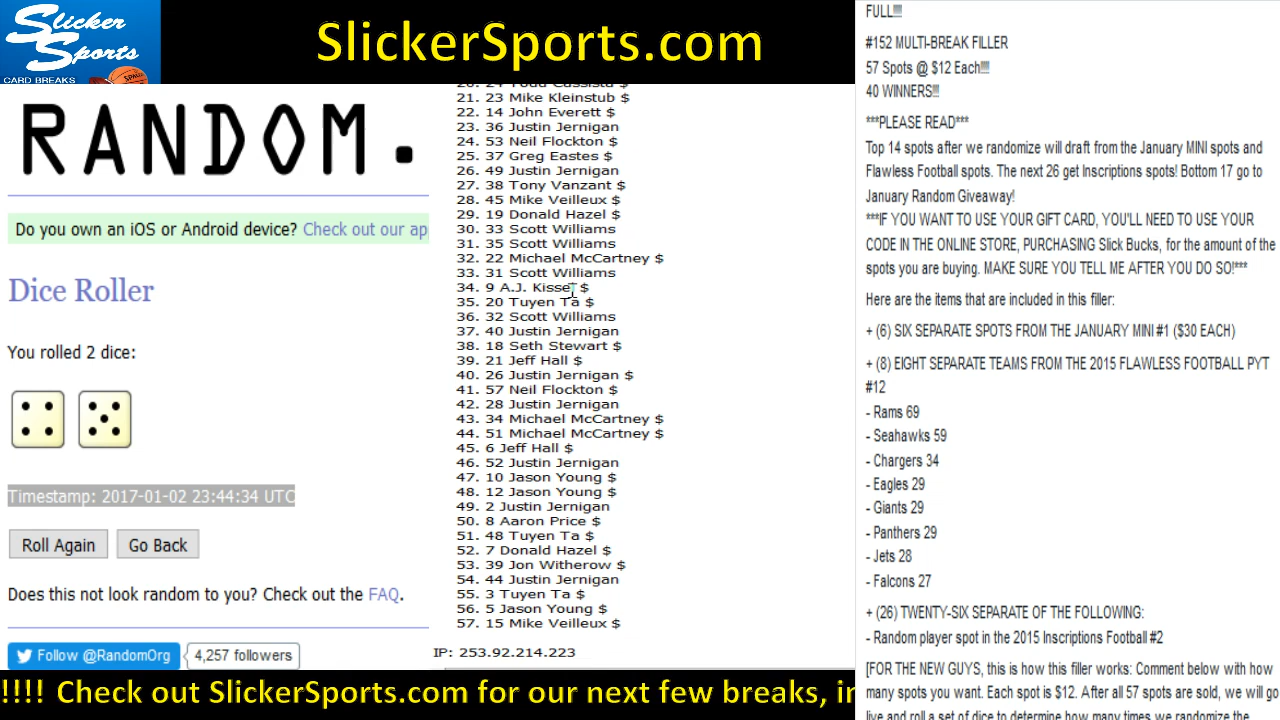 Slicker
Sports
CARD BREAKS
SlickerSports.com
RANDOM.
Do you own an iOS or Android device? Check out our ap
Dice Roller
You rolled 2 dice:
Timestamp: 2017-01-02 23:44:34 UTC
Roll Again
Go Back
Does this not look random to you? Check out the FAQ.
Follow @RandomOrg
4,257 followers
21. 23 Mike Kleinstub $
22. 14 John Everett $
23. 36 Justin Jernigan
24. 53 Neil Flockton $
25. 37 Greg Eastes $
26. 49 Justin Jernigan
27. 38 Tony Vanzant $
28. 45 Mike Veilleux $
29. 19 Donald Hazel $
30. 33 Scott Williams
31. 35 Scott Williams
32. 22 Michael McCartney $
33. 31 Scott Williams
34. 9 A.J. Kissel $
35. 20 Tuyen Ta $
36. 32 Scott Williams
37. 40 Justin Jernigan
38. 18 Seth Stewart $
39. 21 Jeff Hall $
40. 26 Justin Jernigan $
41. 57 Neil Flockton $
42. 28 Justin Jernigan
43. 34 Michael McCartney $
44. 51 Michael McCartney $
45. 6 Jeff Hall $
46. 52 Justin Jernigan
47. 10 Jason Young $
48. 12 Jason Young $
49. 2 Justin Jernigan
50. 8 Aaron Price $
51. 48 Tuyen Ta $
52. 7 Donald Hazel $
53. 39 Jon Witherow $
54. 44 Justin Jernigan
55. 3 Tuyen Ta $
56. 5 Jason Young $
57. 15 Mike Veilleux $
IP: 253.92.214.223
FULL!!!!
#152 MULTI-BREAK FILLER
57 Spots @ $12 Each!!!!
40 WINNERS!!!!
***PLEASE READ***
Top 14 spots after we randomize will draft from the January MINI spots and
Flawless Football spots. The next 26 get Inscriptions spots! Bottom 17 go to
January Random Giveaway!
***IF YOU WANT TO USE YOUR GIFT CARD, YOU'LL NEED TO USE YOUR
CODE IN THE ONLINE STORE, PURCHASING Slick Bucks, for the amount of the
spots you are buying. MAKE SURE YOU TELL ME AFTER YOU DO SO!***
Here are the items that are included in this filler:
+ (6) SIX SEPARATE SPOTS FROM THE JANUARY MINI #1 ($30 EACH)
+ (8) EIGHT SEPARATE TEAMS FROM THE 2015 FLAWLESS FOOTBALL PYT
#12
- Rams 69
- Seahawks 59
- Chargers 34
- Eagles 29
- Giants 29
- Panthers 29
- Jets 28
- Falcons 27
+ (26) TWENTY-SIX SEPARATE OF THE FOLLOWING:
- Random player spot in the 2015 Inscriptions Football #2
[FOR THE NEW GUYS, this is how this filler works: Comment below with how
many spots you want. Each spot is $12. After all 57 spots are sold, we will go
live and roll a set of dice to determine how many times we randomize the
!!!! Check out SlickerSports.com for our next few breaks, in